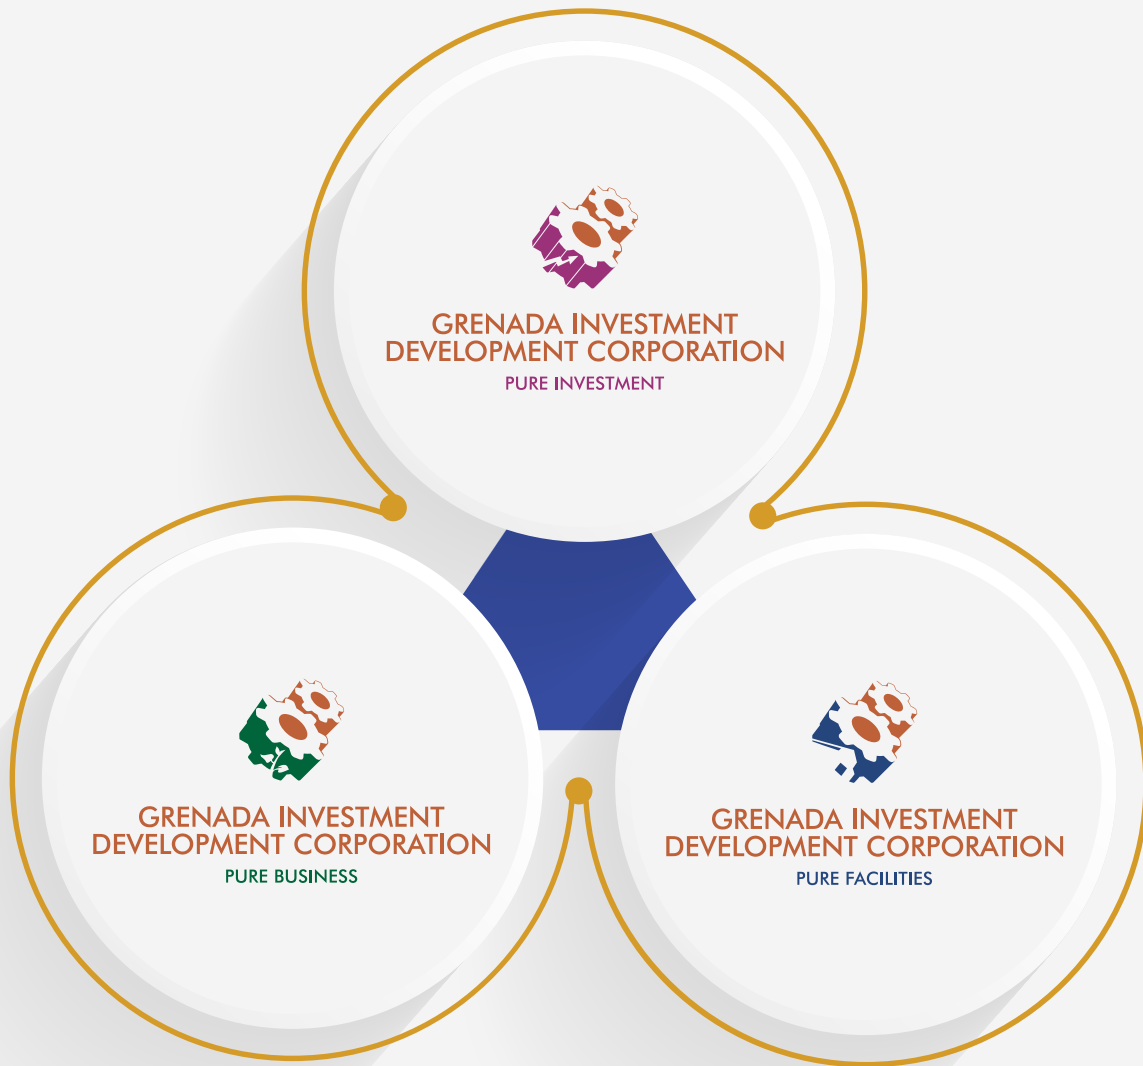 GRENADA INVESTMENT
DEVELOPMENT CORPORATION
PURE INVESTMENT
GRENADA INVESTMENT
DEVELOPMENT CORPORATION
PURE BUSINESS
GRENADA INVESTMENT
DEVELOPMENT CORPORATION
PURE FACILITIES